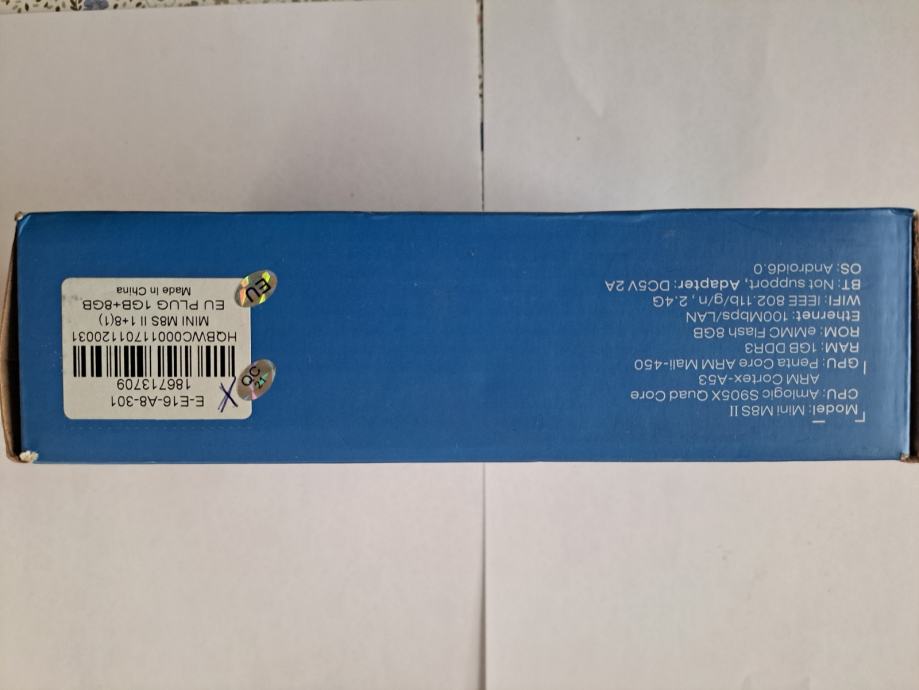 Model: Mini M8S II
CPU: Amlogic S905X Quad Core
ARM Cortex-A53
GPU: Penta Core ARM Mali-450
RAM: 1GB DDR3
ROM: eMMC Flash 8GB
Ethernet: 100Mbps/LAN
WIFI: IEEE 802.11b/g/n , 2.4G
BT: Not support, Adapter: DC5V 2A
OS: Android6.0
E-E16-A8-301
186713709
HQBWC000111701120031
MINI M8S II 1+8(1)
EU PLUG 1GB+8GB
Made in China
X
QC
21
EU